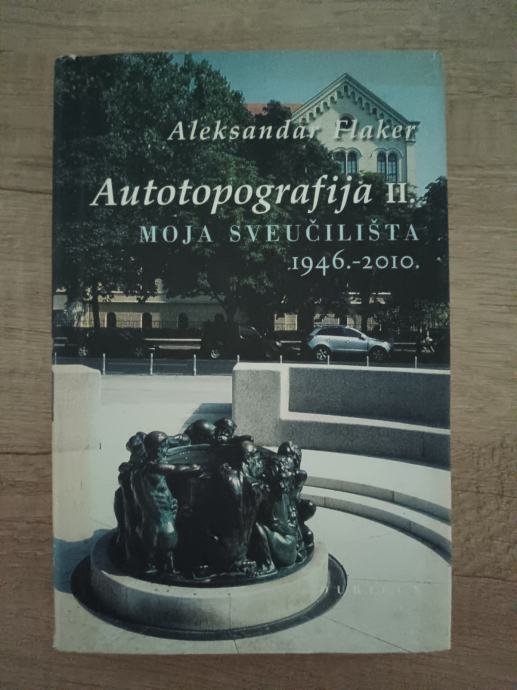 Aleksandar Flaker
Autotopografija II.
MOJA SVEUČILIŠTA
1946.-2010.